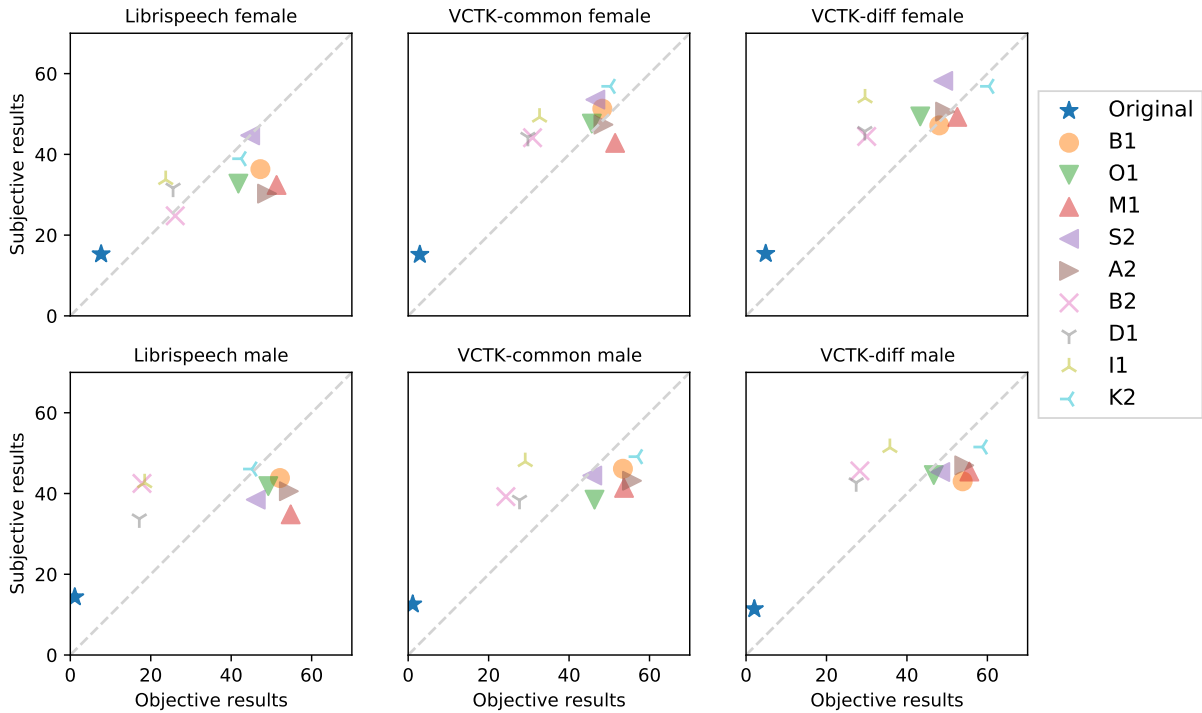 Librispeech female
VCTK-common female
VCTK-diff female
Subjective results
60
40
20
0
Original
B1
O1
M1
S2
A2
B2
D1
I1
K2
Librispeech male
VCTK-common male
VCTK-diff male
Subjective results
60
40
20
0
0 20 40 60
0 20 40 60
0 20 40 60
Objective results
Objective results
Objective results